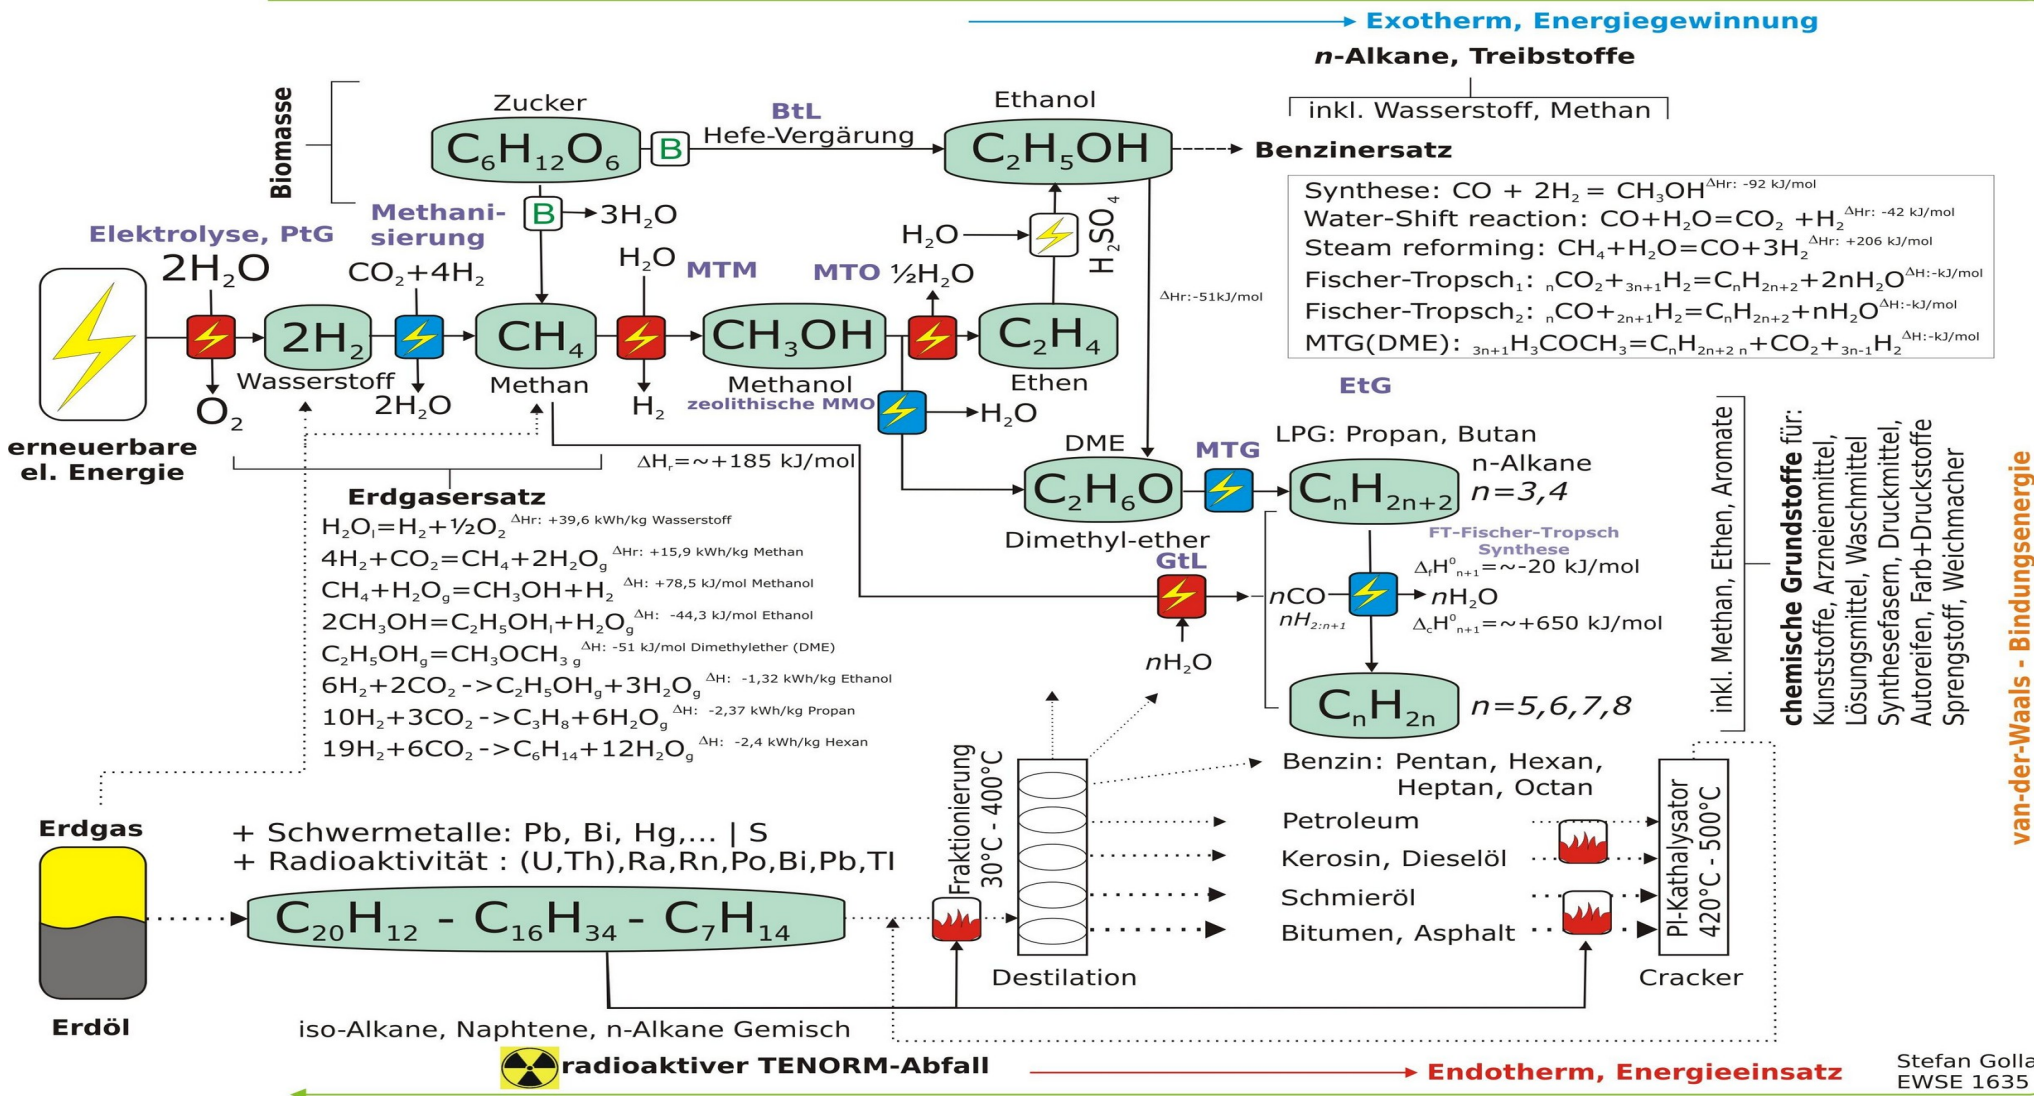 Exotherm, Energiegewinnung
n-Alkane, Treibstoffe
inkl. Wasserstoff, Methan
Biomasse
Zucker
C₆H₁₂O₆
B
BtL
Hefe-Vergärung
Ethanol
C₂H₅OH
Benzinersatz
B
3H₂O
Synthese: CO + 2H₂ = CH₃OH ΔHr: -92 kJ/mol
Water-Shift reaction: CO+H₂O=CO₂ +H₂ ΔHr: -42 kJ/mol
Steam reforming: CH₄+H₂O=CO+3H₂ ΔHr: +206 kJ/mol
Fischer-Tropsch₁: ₙCO₂+₃ₙ₊₁H₂=CₙH₂ₙ₊₂+2nH₂O ΔH:-kJ/mol
Fischer-Tropsch₂: ₙCO+₂ₙ₊₁H₂=CₙH₂ₙ₊₂+nH₂O ΔH:-kJ/mol
MTG(DME): ₃ₙ₊₁H₃COCH₃=CₙH₂ₙ₊₂ ₙ+CO₂+₃ₙ₋₁H₂ ΔH:-kJ/mol
Elektrolyse, PtG
2H₂O
Methani-
sierung
CO₂+4H₂
H₂O
MTM
MTO
½H₂O
H₂O
H₂SO₄
ΔHr:-51kJ/mol
2H₂
Wasserstoff
CH₄
Methan
CH₃OH
Methanol
zeolithische MMO
C₂H₄
Ethen
O₂
2H₂O
H₂
H₂O
erneuerbare
el. Energie
ΔHᵣ=~+185 kJ/mol
EtG
LPG: Propan, Butan
n-Alkane
n=3,4
DME
C₂H₆O
Dimethyl-ether
MTG
CₙH₂ₙ₊₂
FT-Fischer-Tropsch
Synthese
GtL
nCO
nH₂:ₙ₊₁
Δ_fH⁰ₙ₊₁=~-20 kJ/mol
nH₂O
Δ_cH⁰ₙ₊₁=~+650 kJ/mol
nH₂O
CₙH₂ₙ
n=5,6,7,8
inkl. Methan, Ethen, Aromate
chemische Grundstoffe für:
Kunststoffe, Arznienmittel,
Lösungsmittel, Waschmittel
Synthesefasern, Druckmittel,
Autoreifen, Farb+Druckstoffe
Sprengstoff, Weichmacher
van-der-Waals - Bindungsenergie
Erdgasersatz
H₂Oₗ=H₂+½O₂ ΔHr: +39,6 kWh/kg Wasserstoff
4H₂+CO₂=CH₄+2H₂O_g ΔHr: +15,9 kWh/kg Methan
CH₄+H₂O_g=CH₃OH+H₂ ΔH: +78,5 kJ/mol Methanol
2CH₃OH=C₂H₅OHₗ+H₂O_g ΔH: -44,3 kJ/mol Ethanol
C₂H₅OH_g=CH₃OCH₃ _g ΔH: -51 kJ/mol Dimethylether (DME)
6H₂+2CO₂ ->C₂H₅OH_g+3H₂O_g ΔH: -1,32 kWh/kg Ethanol
10H₂+3CO₂ ->C₃H₈+6H₂O_g ΔH: -2,37 kWh/kg Propan
19H₂+6CO₂ ->C₆H₁₄+12H₂O_g ΔH: -2,4 kWh/kg Hexan
Erdgas
Erdöl
+ Schwermetalle: Pb, Bi, Hg,... | S
+ Radioaktivität : (U,Th),Ra,Rn,Po,Bi,Pb,Tl
C₂₀H₁₂ - C₁₆H₃₄ - C₇H₁₄
iso-Alkane, Naphtene, n-Alkane Gemisch
Fraktionierung
30°C - 400°C
Destilation
Benzin: Pentan, Hexan,
Heptan, Octan
Petroleum
Kerosin, Dieselöl
Schmieröl
Bitumen, Asphalt
Pl-Kathalysator
420°C - 500°C
Cracker
radioaktiver TENORM-Abfall
Endotherm, Energieeinsatz
Stefan Golla
EWSE 1635